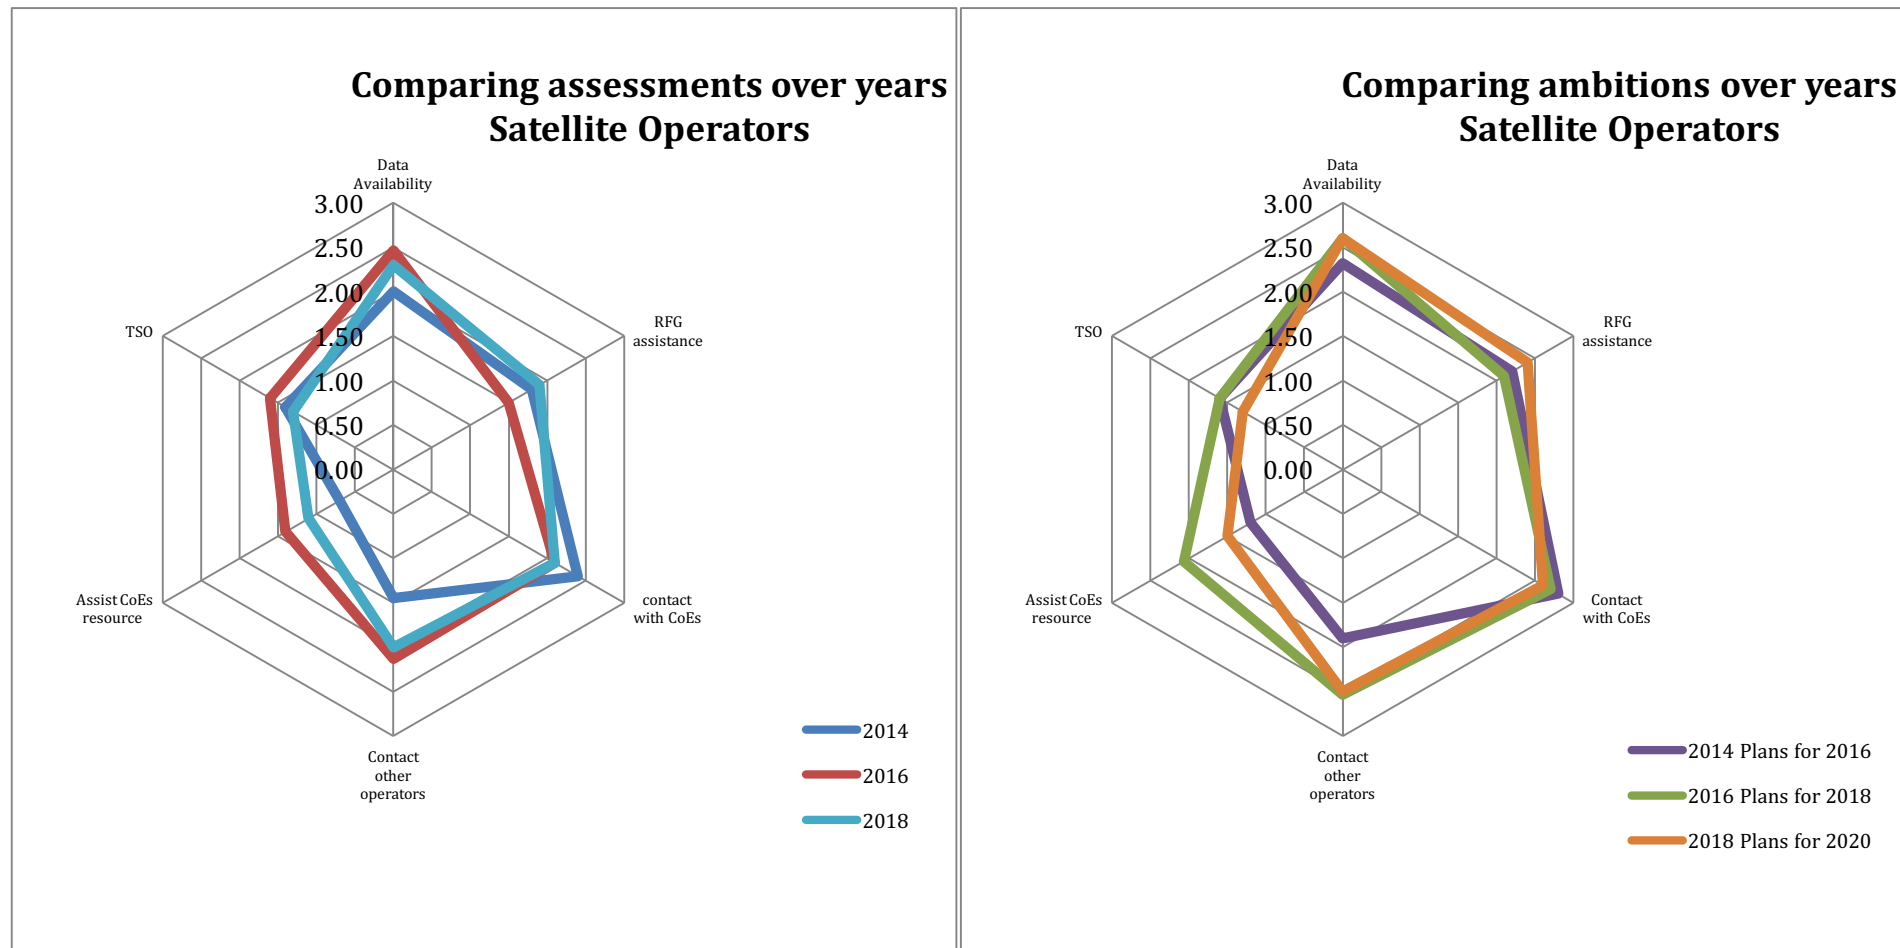 Comparing assessments over years
Satellite Operators
Data
Availability
3.00
2.50
2.00
1.50
1.00
0.50
0.00
RFG
assistance
contact
with CoEs
Contact
other
operators
Assist CoEs
resource
TSO
2014
2016
2018
Comparing ambitions over years
Satellite Operators
Data
Availability
3.00
2.50
2.00
1.50
1.00
0.50
0.00
RFG
assistance
Contact
with CoEs
Contact
other
operators
Assist CoEs
resource
TSO
2014 Plans for 2016
2016 Plans for 2018
2018 Plans for 2020